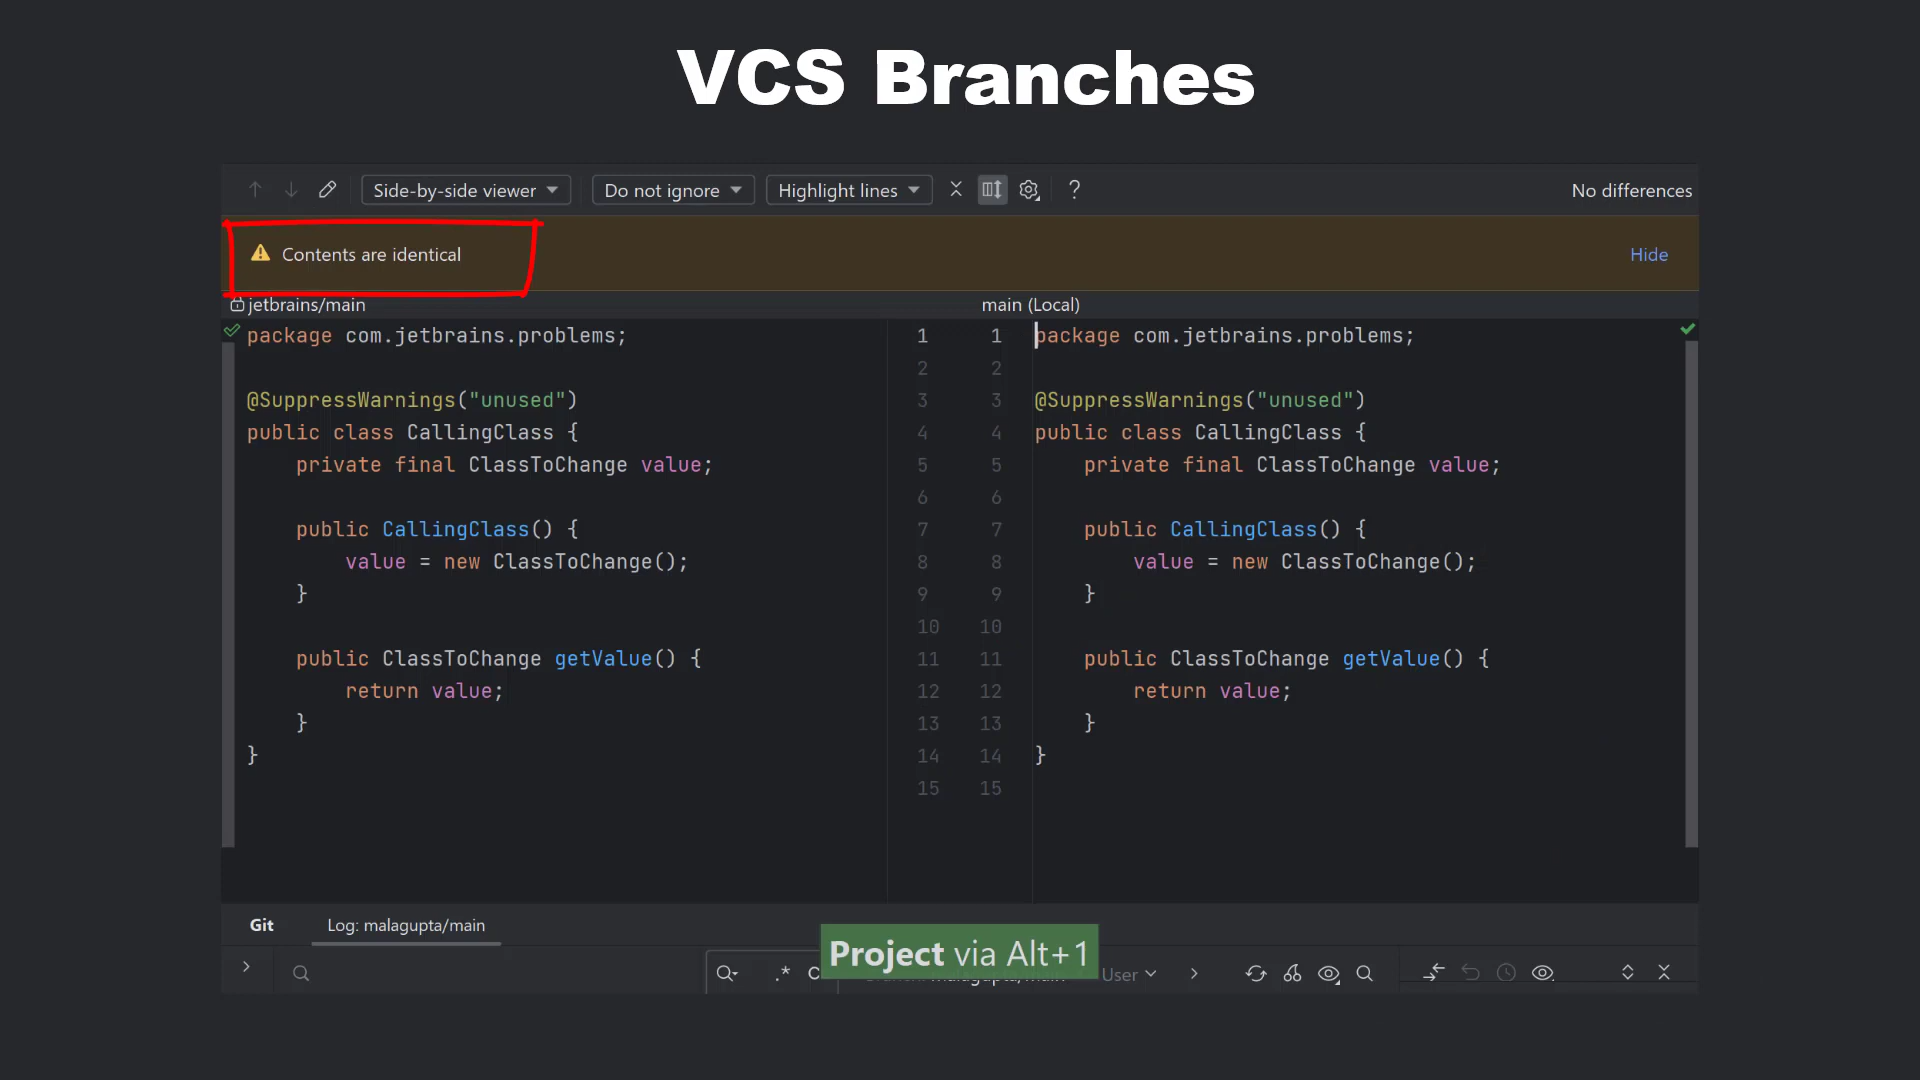 VCS Branches
Side-by-side viewer Do not ignore Highlight lines ? No differences
Contents are identical Hide
jetbrains/main main (Local)
package com.jetbrains.problems; 1 1 package com.jetbrains.problems;
2 2
@SuppressWarnings("unused") 3 3 @SuppressWarnings("unused")
public class CallingClass { 4 4 public class CallingClass {
private final ClassToChange value; 5 5 private final ClassToChange value;
6 6
public CallingClass() { 7 7 public CallingClass() {
value = new ClassToChange(); 8 8 value = new ClassToChange();
} 9 9 }
10 10
public ClassToChange getValue() { 11 11 public ClassToChange getValue() {
return value; 12 12 return value;
} 13 13 }
} 14 14 }
15 15
Git Log: malagupta/main
Project via Alt+1
.* User